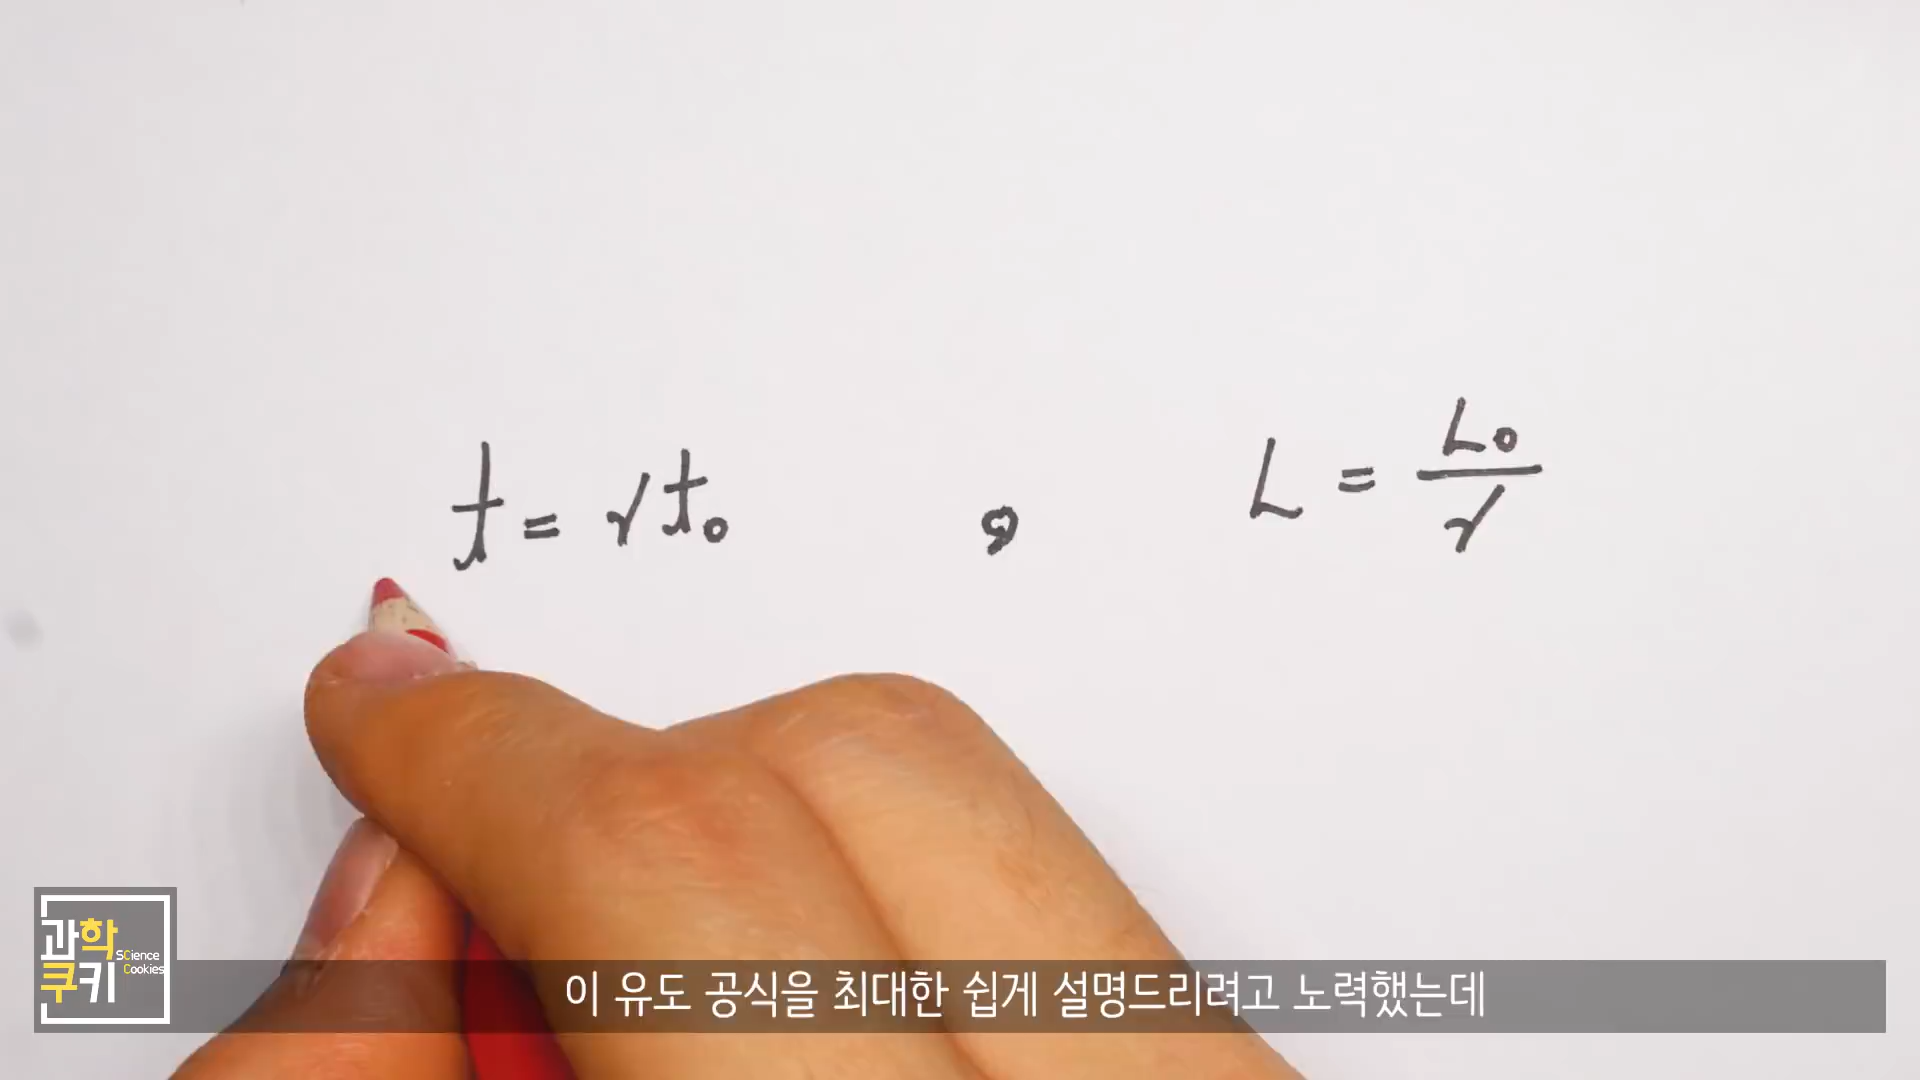 t = γt₀ , L = L₀/γ
과학
쿠키
SCience
Cookies
이 유도 공식을 최대한 쉽게 설명드리려고 노력했는데